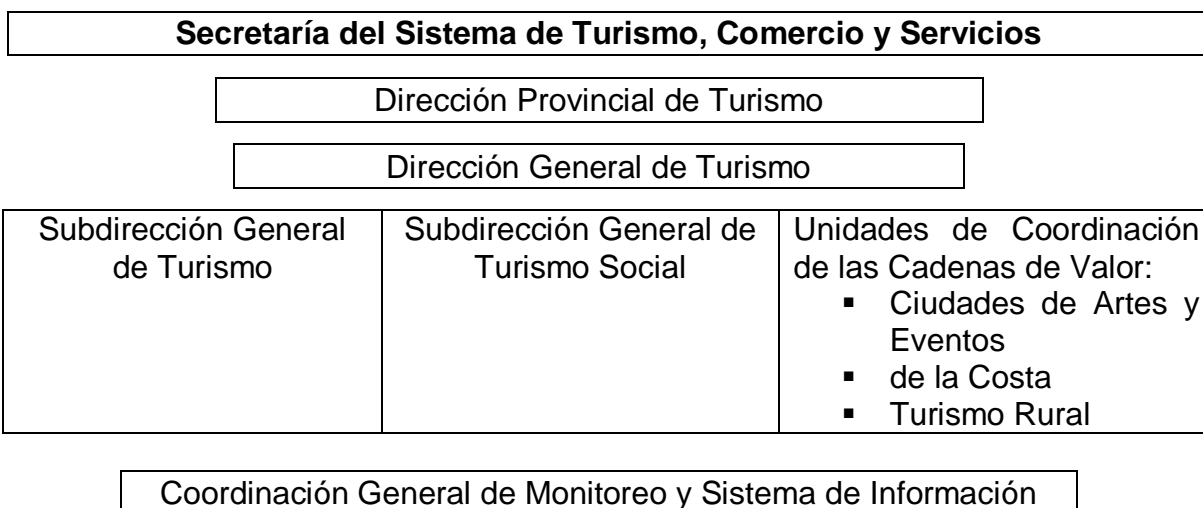 Secretaría del Sistema de Turismo, Comercio y Servicios
Dirección Provincial de Turismo
Dirección General de Turismo
Subdirección General
de Turismo
Subdirección General de
Turismo Social
Unidades de Coordinación
de las Cadenas de Valor:
▪ Ciudades de Artes y
Eventos
▪ de la Costa
▪ Turismo Rural
Coordinación General de Monitoreo y Sistema de Información